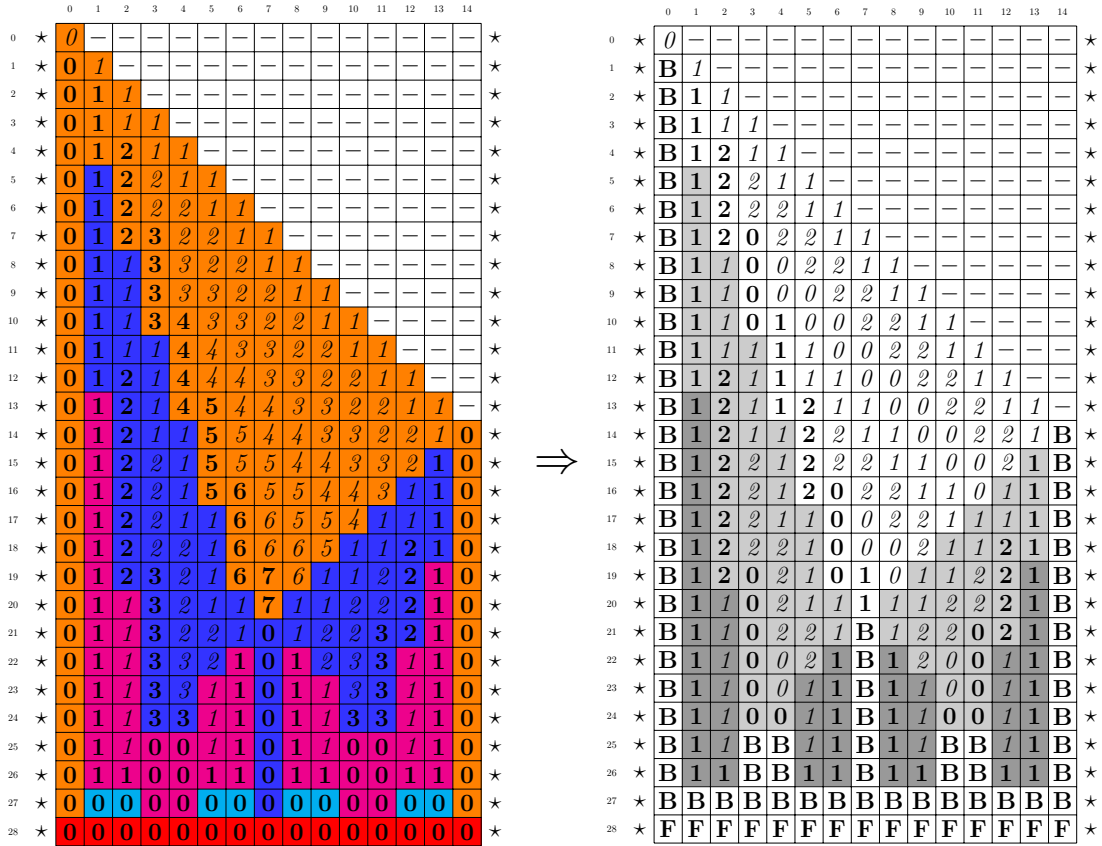 0 1 2 3 4 5 6 7 8 9 10 11 12 13 14
0 ★ 0 − − − − − − − − − − − − − − ★
1 ★ 0 1 − − − − − − − − − − − − − ★
2 ★ 0 1 1 − − − − − − − − − − − − ★
3 ★ 0 1 1 1 − − − − − − − − − − − ★
4 ★ 0 1 2 1 1 − − − − − − − − − − ★
5 ★ 0 1 2 2 1 1 − − − − − − − − − ★
6 ★ 0 1 2 2 2 1 1 − − − − − − − − ★
7 ★ 0 1 2 3 2 2 1 1 − − − − − − − ★
8 ★ 0 1 1 3 3 2 2 1 1 − − − − − − ★
9 ★ 0 1 1 3 3 3 2 2 1 1 − − − − − ★
10 ★ 0 1 1 3 4 3 3 2 2 1 1 − − − − ★
11 ★ 0 1 1 1 4 4 3 3 2 2 1 1 − − − ★
12 ★ 0 1 2 1 4 4 4 3 3 2 2 1 1 − − ★
13 ★ 0 1 2 1 4 5 4 4 3 3 2 2 1 1 − ★
14 ★ 0 1 2 1 1 5 5 4 4 3 3 2 2 1 0 ★
15 ★ 0 1 2 2 1 5 5 5 4 4 3 3 2 1 0 ★
16 ★ 0 1 2 2 1 5 6 5 5 4 4 3 1 1 0 ★
17 ★ 0 1 2 2 1 1 6 6 5 5 4 1 1 1 0 ★
18 ★ 0 1 2 2 2 1 6 6 6 5 1 1 2 1 0 ★
19 ★ 0 1 2 3 2 1 6 7 6 1 1 2 2 1 0 ★
20 ★ 0 1 1 3 2 1 1 7 1 1 2 2 2 1 0 ★
21 ★ 0 1 1 3 2 2 1 0 1 2 2 3 2 1 0 ★
22 ★ 0 1 1 3 3 2 1 0 1 2 3 3 1 1 0 ★
23 ★ 0 1 1 3 3 1 1 0 1 1 3 3 1 1 0 ★
24 ★ 0 1 1 3 3 1 1 0 1 1 3 3 1 1 0 ★
25 ★ 0 1 1 0 0 1 1 0 1 1 0 0 1 1 0 ★
26 ★ 0 1 1 0 0 1 1 0 1 1 0 0 1 1 0 ★
27 ★ 0 0 0 0 0 0 0 0 0 0 0 0 0 0 0 ★
28 ★ 0 0 0 0 0 0 0 0 0 0 0 0 0 0 0 ★
⇒
0 1 2 3 4 5 6 7 8 9 10 11 12 13 14
0 ★ 0 − − − − − − − − − − − − − − ★
1 ★ B 1 − − − − − − − − − − − − − ★
2 ★ B 1 1 − − − − − − − − − − − − ★
3 ★ B 1 1 1 − − − − − − − − − − − ★
4 ★ B 1 2 1 1 − − − − − − − − − − ★
5 ★ B 1 2 2 1 1 − − − − − − − − − ★
6 ★ B 1 2 2 2 1 1 − − − − − − − − ★
7 ★ B 1 2 0 2 2 1 1 − − − − − − − ★
8 ★ B 1 1 0 0 2 2 1 1 − − − − − − ★
9 ★ B 1 1 0 0 0 2 2 1 1 − − − − − ★
10 ★ B 1 1 0 1 0 0 2 2 1 1 − − − − ★
11 ★ B 1 1 1 1 1 0 0 2 2 1 1 − − − ★
12 ★ B 1 2 1 1 1 1 0 0 2 2 1 1 − − ★
13 ★ B 1 2 1 1 2 1 1 0 0 2 2 1 1 − ★
14 ★ B 1 2 1 1 2 2 1 1 0 0 2 2 1 B ★
15 ★ B 1 2 2 1 2 2 2 1 1 0 0 2 1 B ★
16 ★ B 1 2 2 1 2 0 2 2 1 1 0 1 1 B ★
17 ★ B 1 2 2 1 1 0 0 2 2 1 1 1 1 B ★
18 ★ B 1 2 2 2 1 0 0 0 2 1 1 2 1 B ★
19 ★ B 1 2 0 2 1 0 1 0 1 1 2 2 1 B ★
20 ★ B 1 1 0 2 1 1 1 1 1 2 2 2 1 B ★
21 ★ B 1 1 0 2 2 1 B 1 2 2 0 2 1 B ★
22 ★ B 1 1 0 0 2 1 B 1 2 0 0 1 1 B ★
23 ★ B 1 1 0 0 1 1 B 1 1 0 0 1 1 B ★
24 ★ B 1 1 0 0 1 1 B 1 1 0 0 1 1 B ★
25 ★ B 1 1 B B 1 1 B 1 1 B B 1 1 B ★
26 ★ B 1 1 B B 1 1 B 1 1 B B 1 1 B ★
27 ★ B B B B B B B B B B B B B B B ★
28 ★ F F F F F F F F F F F F F F F ★